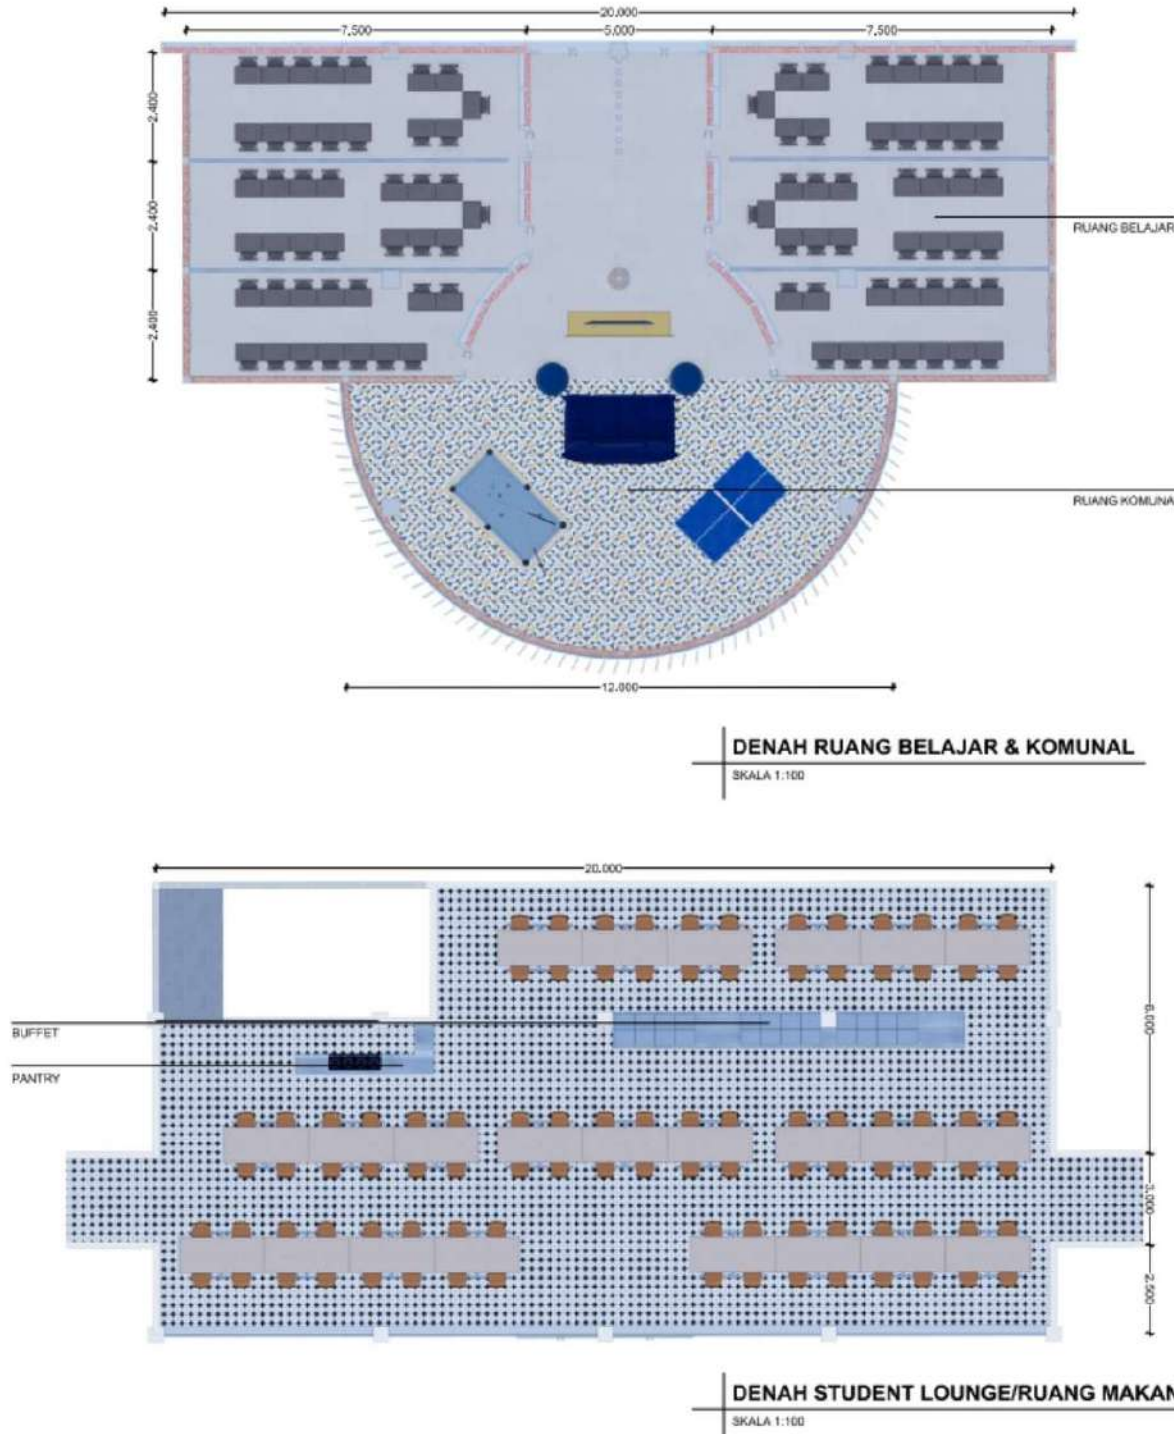 20.000
7.500
5.000
7.500
2.400
2.400
2.400
RUANG BELAJAR
RUANG KOMUNA
12.000
DENAH RUANG BELAJAR & KOMUNAL
SKALA 1:100
20.000
BUFFET
PANTRY
6.000
3.000
2.500
DENAH STUDENT LOUNGE/RUANG MAKAN
SKALA 1:100